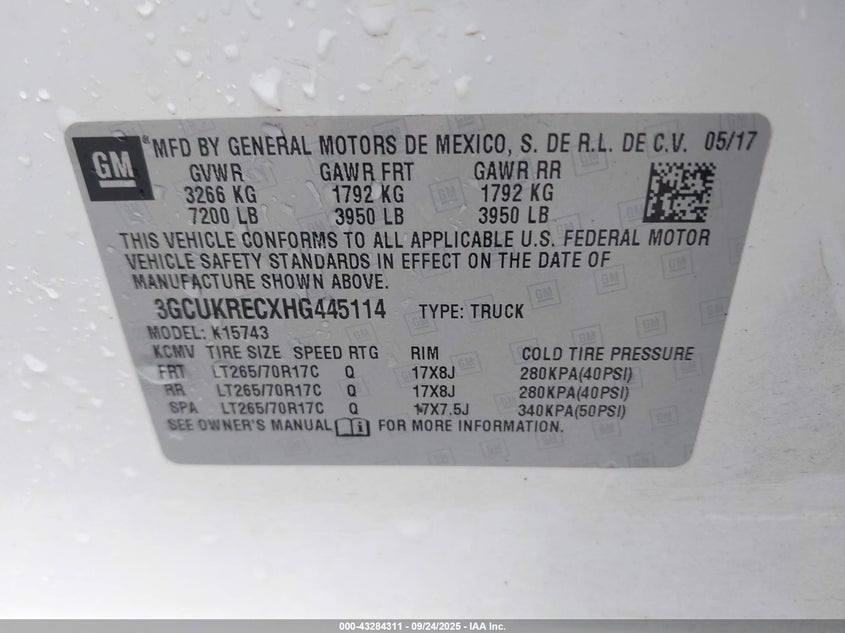 GM
® MFD BY GENERAL MOTORS DE MEXICO, S. DE R.L. DE C.V. 05/17
GVWR GAWR FRT GAWR RR
3266 KG 1792 KG 1792 KG
7200 LB 3950 LB 3950 LB
THIS VEHICLE CONFORMS TO ALL APPLICABLE U.S. FEDERAL MOTOR
VEHICLE SAFETY STANDARDS IN EFFECT ON THE DATE OF
MANUFACTURE SHOWN ABOVE.
3GCUKRECXHG445114 TYPE: TRUCK
MODEL: K15743
KCMV TIRE SIZE SPEED RTG RIM COLD TIRE PRESSURE
FRT LT265/70R17C Q 17X8J 280KPA(40PSI)
RR LT265/70R17C Q 17X8J 280KPA(40PSI)
SPA LT265/70R17C Q 17X7.5J 340KPA(50PSI)
SEE OWNER'S MANUAL FOR MORE INFORMATION.
000-43284311 - 09/24/2025 - IAA Inc.